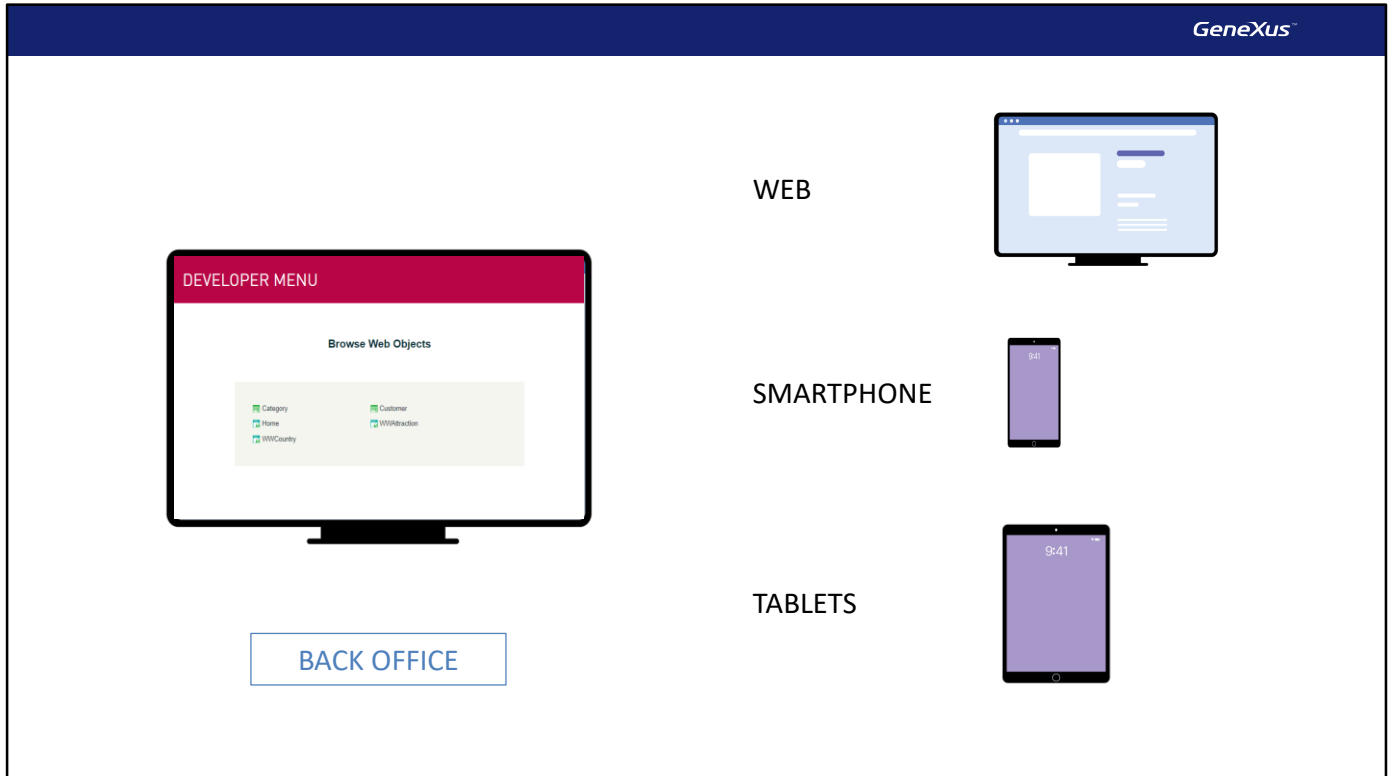 GeneXus™
WEB
DEVELOPER MENU
Browse Web Objects
Category
Customer
Home
WWAttraction
WWCountry
9:41
SMARTPHONE
9:41
TABLETS
BACK OFFICE